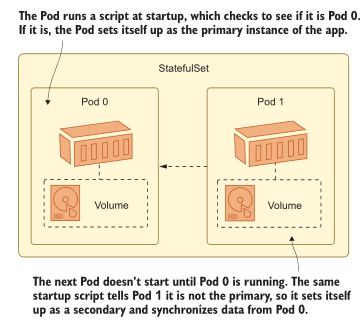 The Pod runs a script at startup, which checks to see if it is Pod 0.
If it is, the Pod sets itself up as the primary instance of the app.
StatefulSet
Pod 0
Pod 1
Volume
Volume
The next Pod doesn't start until Pod 0 is running. The same
startup script tells Pod 1 it is not the primary, so it sets itself
up as a secondary and synchronizes data from Pod 0.